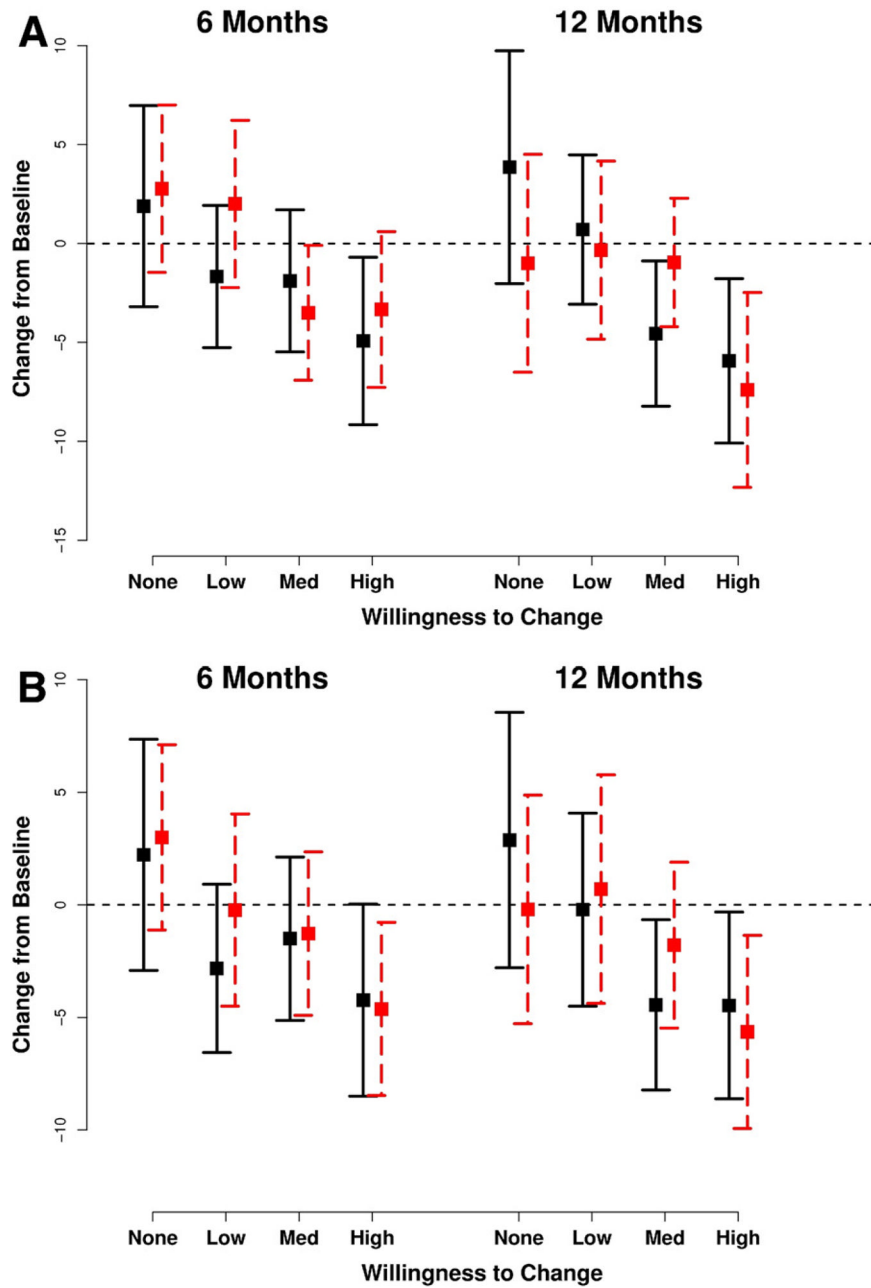 A
6 Months
12 Months
10
5
0
−5
−10
−15
Change from Baseline
None Low Med High None Low Med High
Willingness to Change
B
6 Months
12 Months
10
5
0
−5
−10
Change from Baseline
None Low Med High None Low Med High
Willingness to Change